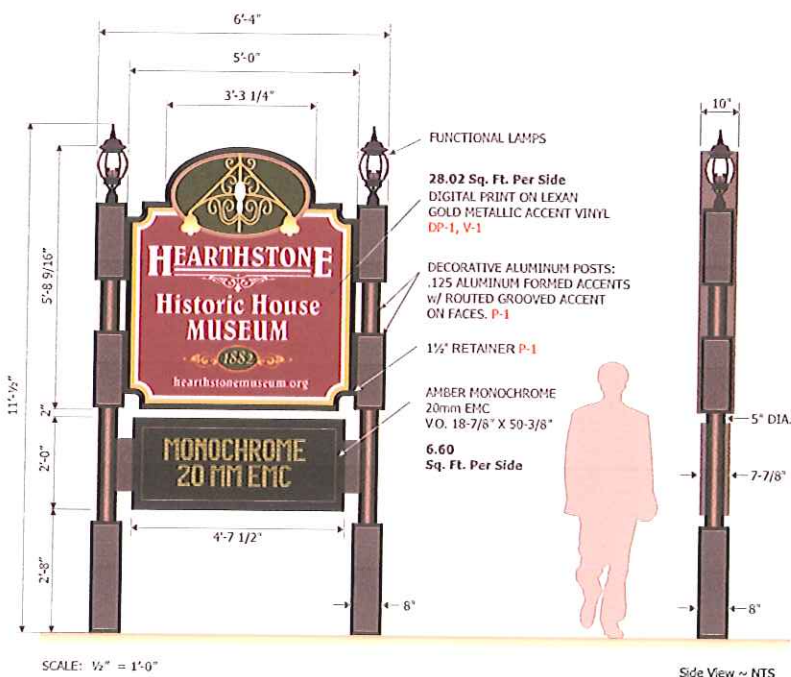 6'-4"
5'-0"
3'-3 1/4"
10"
FUNCTIONAL LAMPS
28.02 Sq. Ft. Per Side
DIGITAL PRINT ON LEXAN
GOLD METALLIC ACCENT VINYL
DP-1, V-1
HEARTHSTONE
Historic House
MUSEUM
1882
hearthstonemuseum.org
5'-8 9/16"
DECORATIVE ALUMINUM POSTS:
.125 ALUMINUM FORMED ACCENTS
w/ ROUTED GROOVED ACCENT
ON FACES. P-1
1½" RETAINER P-1
11'-½"
2"
AMBER MONOCHROME
20mm EMC
V.O. 18-7/8" X 50-3/8"
6.60
Sq. Ft. Per Side
MONOCHROME
20 MM EMC
2'-0"
5" DIA.
7-7/8"
4'-7 1/2"
2'-8"
8"
8"
SCALE: ½" = 1'-0"
Side View ~ NTS